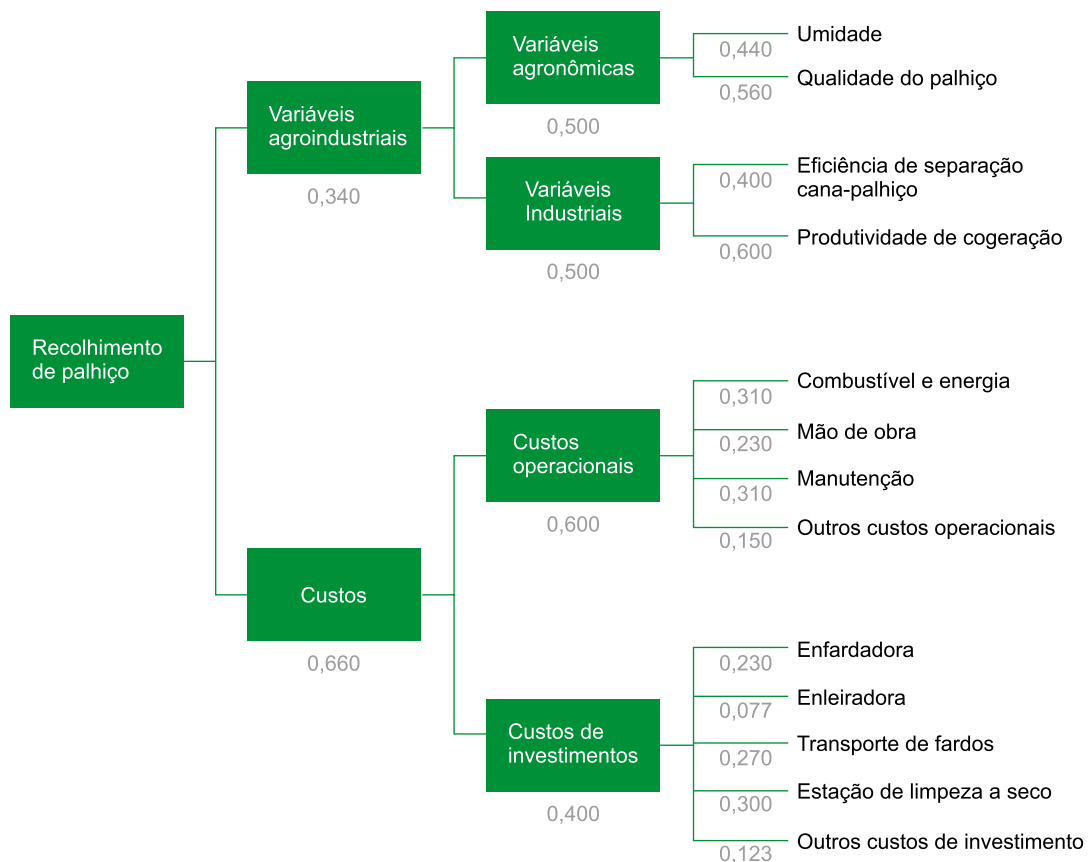 Variáveis
agronômicas
0,500
Umidade
0,440
Qualidade do palhiço
0,560
Variáveis
agroindustriais
0,340
Variáveis
Industriais
0,500
Eficiência de separação
cana-palhiço
0,400
Produtividade de cogeração
0,600
Recolhimento
de palhiço
Custos
operacionais
0,600
Combustível e energia
0,310
Mão de obra
0,230
Manutenção
0,310
Outros custos operacionais
0,150
Custos
0,660
Custos de
investimentos
0,400
Enfardadora
0,230
Enleiradora
0,077
Transporte de fardos
0,270
Estação de limpeza a seco
0,300
Outros custos de investimento
0,123